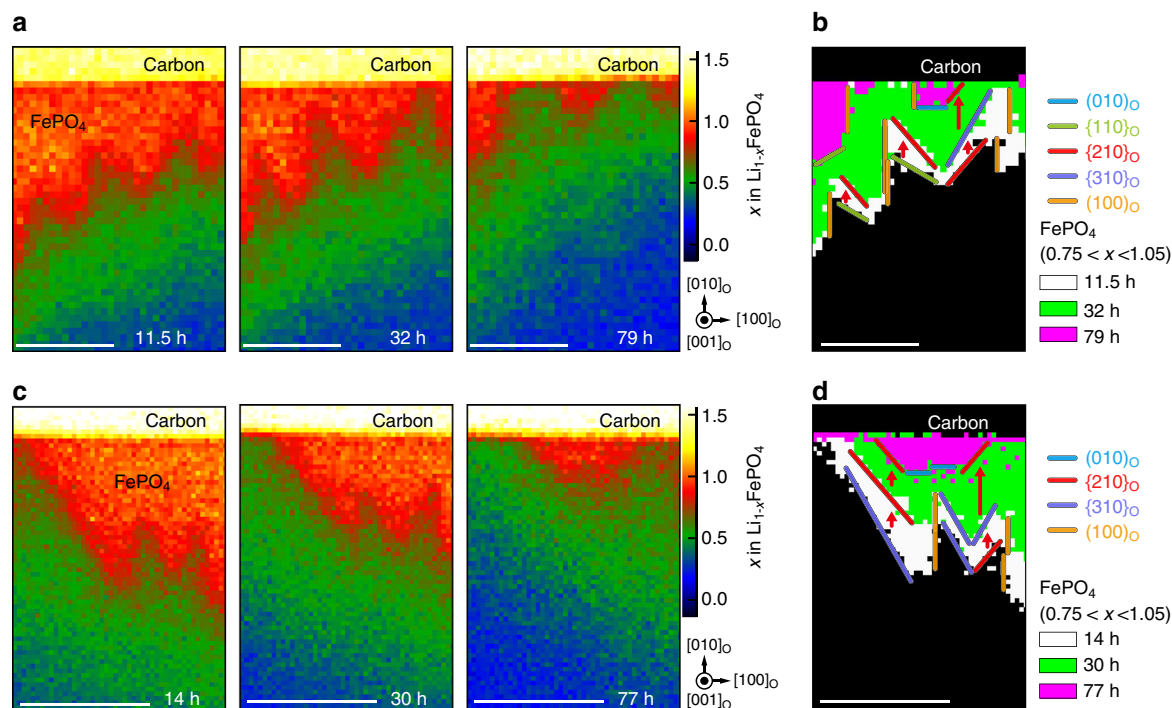 a
Carbon
FePO4
11.5 h
Carbon
32 h
Carbon
79 h
1.5
1.0
0.5
0.0
x in Li1-xFePO4
[010]O
[100]O
[001]O
b
Carbon
(010)O
{110}O
{210}O
{310}O
(100)O
FePO4
(0.75 < x <1.05)
11.5 h
32 h
79 h
c
Carbon
FePO4
14 h
Carbon
30 h
Carbon
77 h
1.5
1.0
0.5
0.0
x in Li1-xFePO4
[010]O
[100]O
[001]O
d
Carbon
(010)O
{210}O
{310}O
(100)O
FePO4
(0.75 < x <1.05)
14 h
30 h
77 h